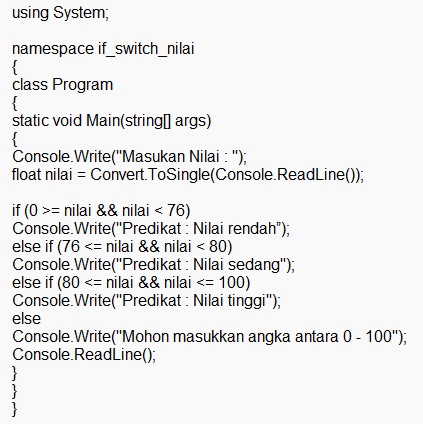 using System;

namespace if_switch_nilai
{
class Program
{
static void Main(string[] args)
{
Console.Write("Masukan Nilai : ");
float nilai = Convert.ToSingle(Console.ReadLine());

if (0 >= nilai && nilai < 76)
Console.Write("Predikat : Nilai rendah”);
else if (76 <= nilai && nilai < 80)
Console.Write("Predikat : Nilai sedang");
else if (80 <= nilai && nilai <= 100)
Console.Write("Predikat : Nilai tinggi");
else
Console.Write("Mohon masukkan angka antara 0 - 100");
Console.ReadLine();
}
}
}